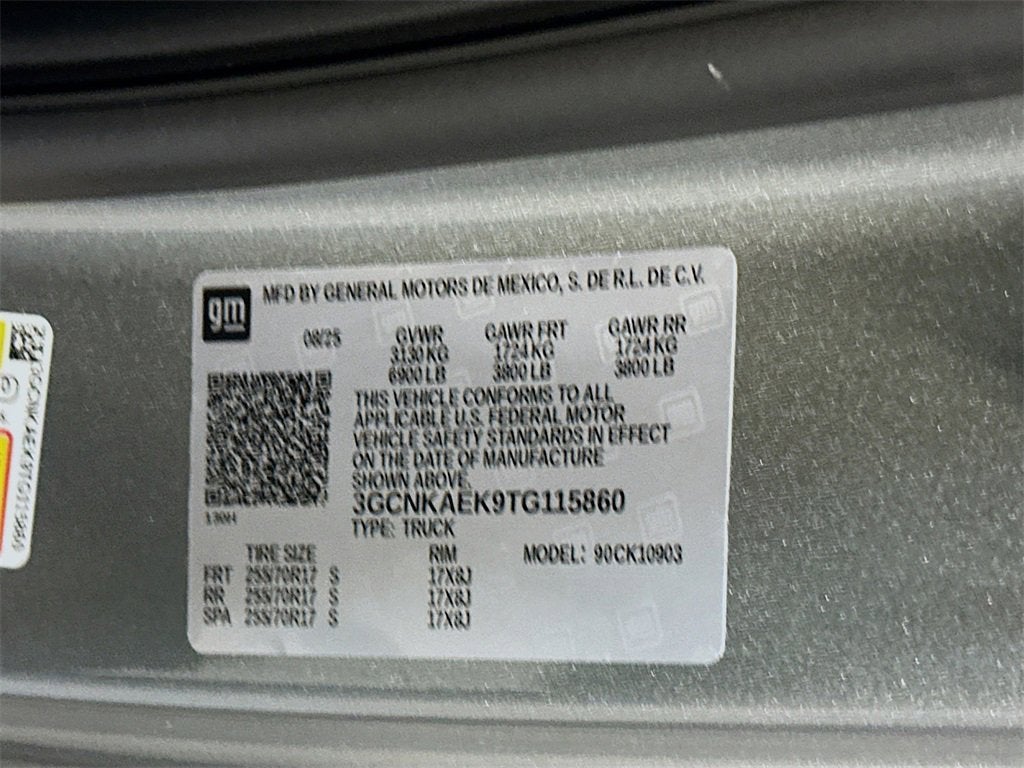 gm
MFD BY GENERAL MOTORS DE MEXICO, S. DE R.L. DE C.V.
08/25 GVWR GAWR FRT GAWR RR
3130 KG 1724 KG 1724 KG
6900 LB 3800 LB 3800 LB
THIS VEHICLE CONFORMS TO ALL
APPLICABLE U.S. FEDERAL MOTOR
VEHICLE SAFETY STANDARDS IN EFFECT
ON THE DATE OF MANUFACTURE
SHOWN ABOVE.
3GCNKAEK9TG115860
TYPE: TRUCK
TIRE SIZE RIM MODEL: 90CK10903
FRT 255/70R17 S 17X8J
RR 255/70R17 S 17X8J
SPA 255/70R17 S 17X8J